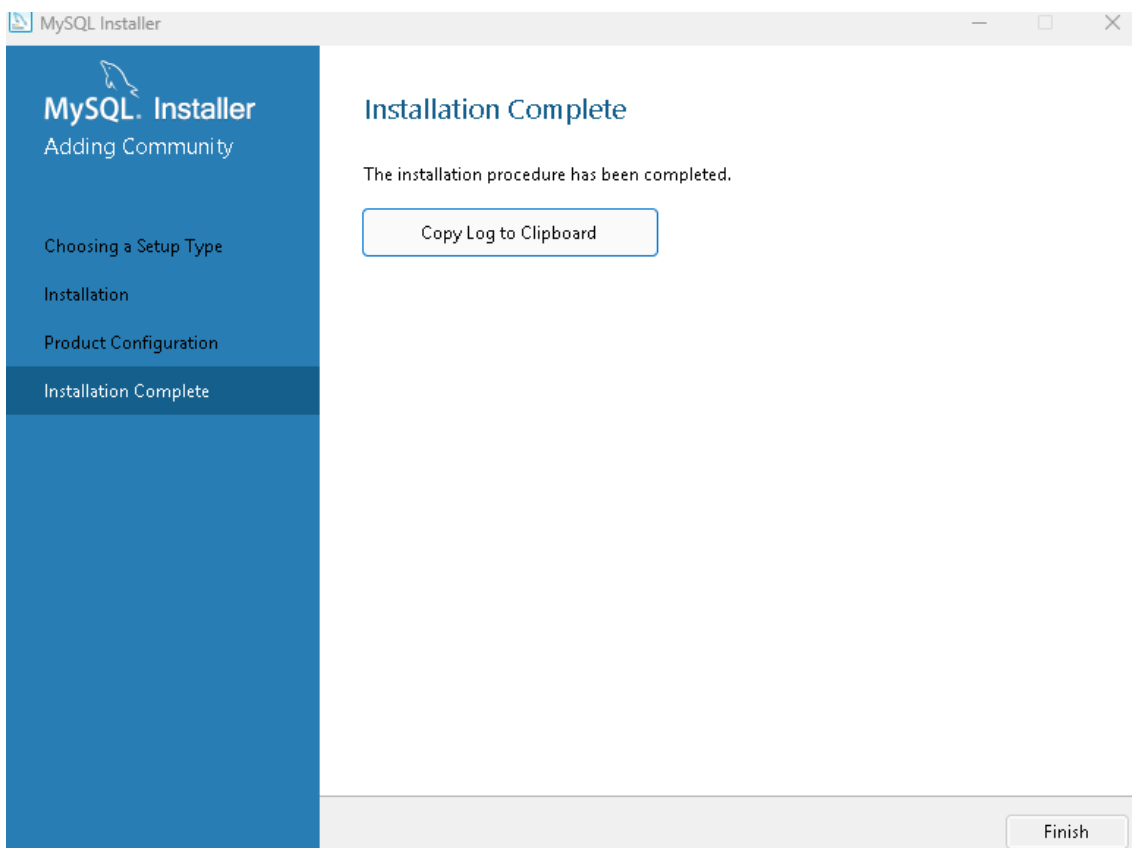 MySQL Installer
MySQL. Installer
Adding Community
Choosing a Setup Type
Installation
Product Configuration
Installation Complete
Installation Complete
The installation procedure has been completed.
Copy Log to Clipboard
Finish